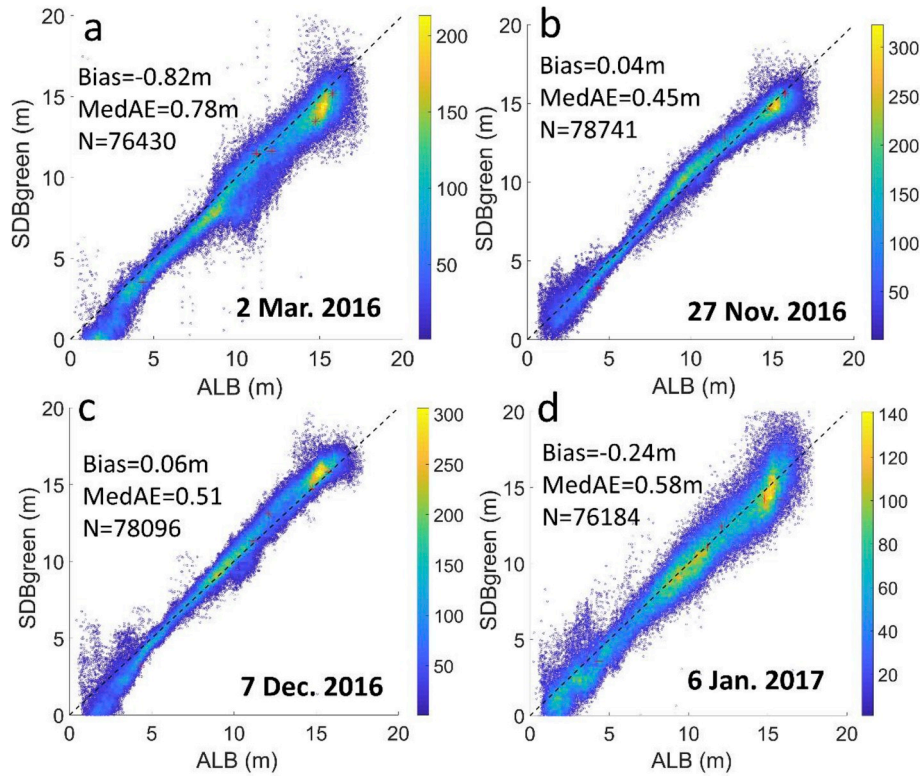 a
Bias=-0.82m
MedAE=0.78m
N=76430
2 Mar. 2016
SDBgreen (m)
20
15
10
5
0
0 5 10 15 20
ALB (m)
200
150
100
50
b
Bias=0.04m
MedAE=0.45m
N=78741
27 Nov. 2016
SDBgreen (m)
20
15
10
5
0
0 5 10 15 20
ALB (m)
300
250
200
150
100
50
c
Bias=0.06m
MedAE=0.51
N=78096
7 Dec. 2016
SDBgreen (m)
20
15
10
5
0
0 5 10 15 20
ALB (m)
300
250
200
150
100
50
d
Bias=-0.24m
MedAE=0.58m
N=76184
6 Jan. 2017
SDBgreen (m)
20
15
10
5
0
0 5 10 15 20
ALB (m)
140
120
100
80
60
40
20